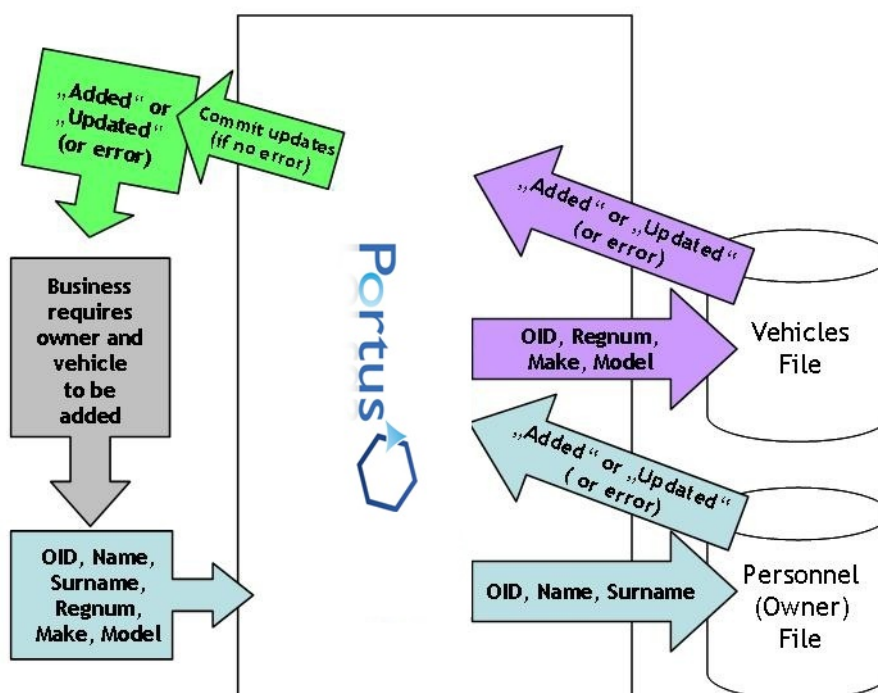 „Added“ or
„Updated“
(or error)
Commit updates
(if no error)
Business
requires
owner and
vehicle
to be
added
OID, Name,
Surname,
Regnum,
Make, Model
Portus
„Added“ or „Updated“
(or error)
OID, Regnum,
Make, Model
Vehicles
File
„Added“ or „Updated“
( or error)
OID, Name, Surname
Personnel
(Owner)
File